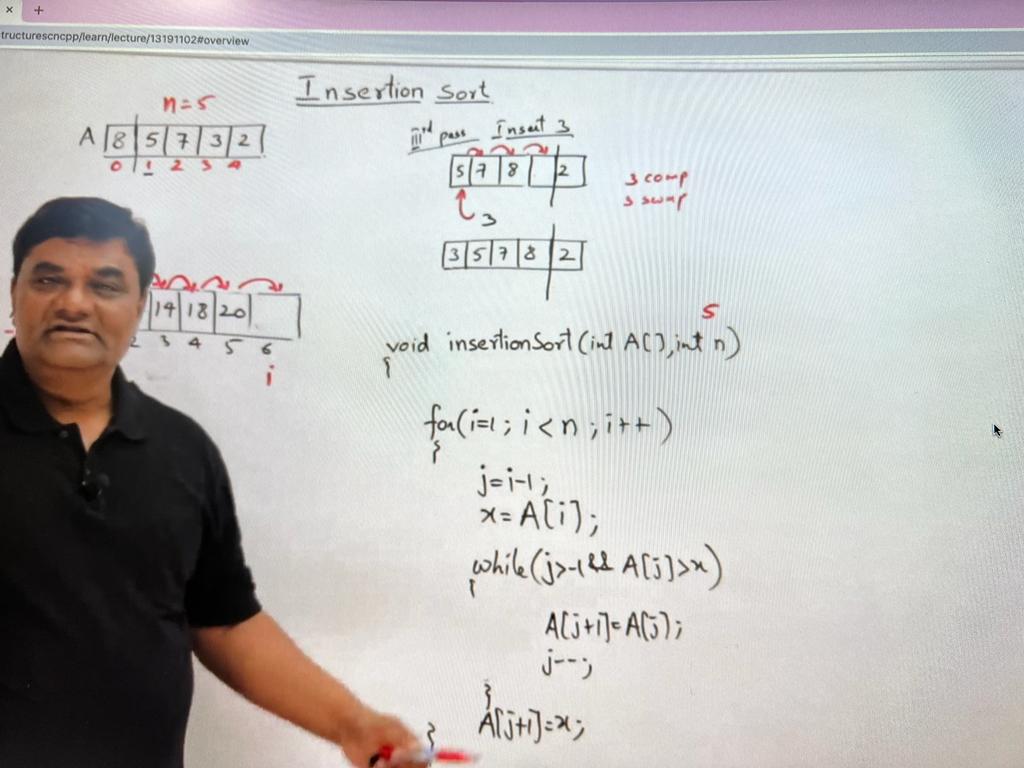 × +
tructurescncpp/learn/lecture/13191102#overview
Insertion Sort
n=5
A 8 5 7 3 2
0 1 2 3 4
IIIrd pass Insert 3
5 7 8 2
3
3 comp
3 swap
3 5 7 8 2
14 18 20
2 3 4 5 6
i
5
void insertionSort(int A[],int n)
{
for(i=1; i<n; i++)
{
j=i-1;
x=A[i];
while(j>-1&& A[j]>x)
{
A[j+1]=A[j];
j--;
}
A[j+1]=x;
}